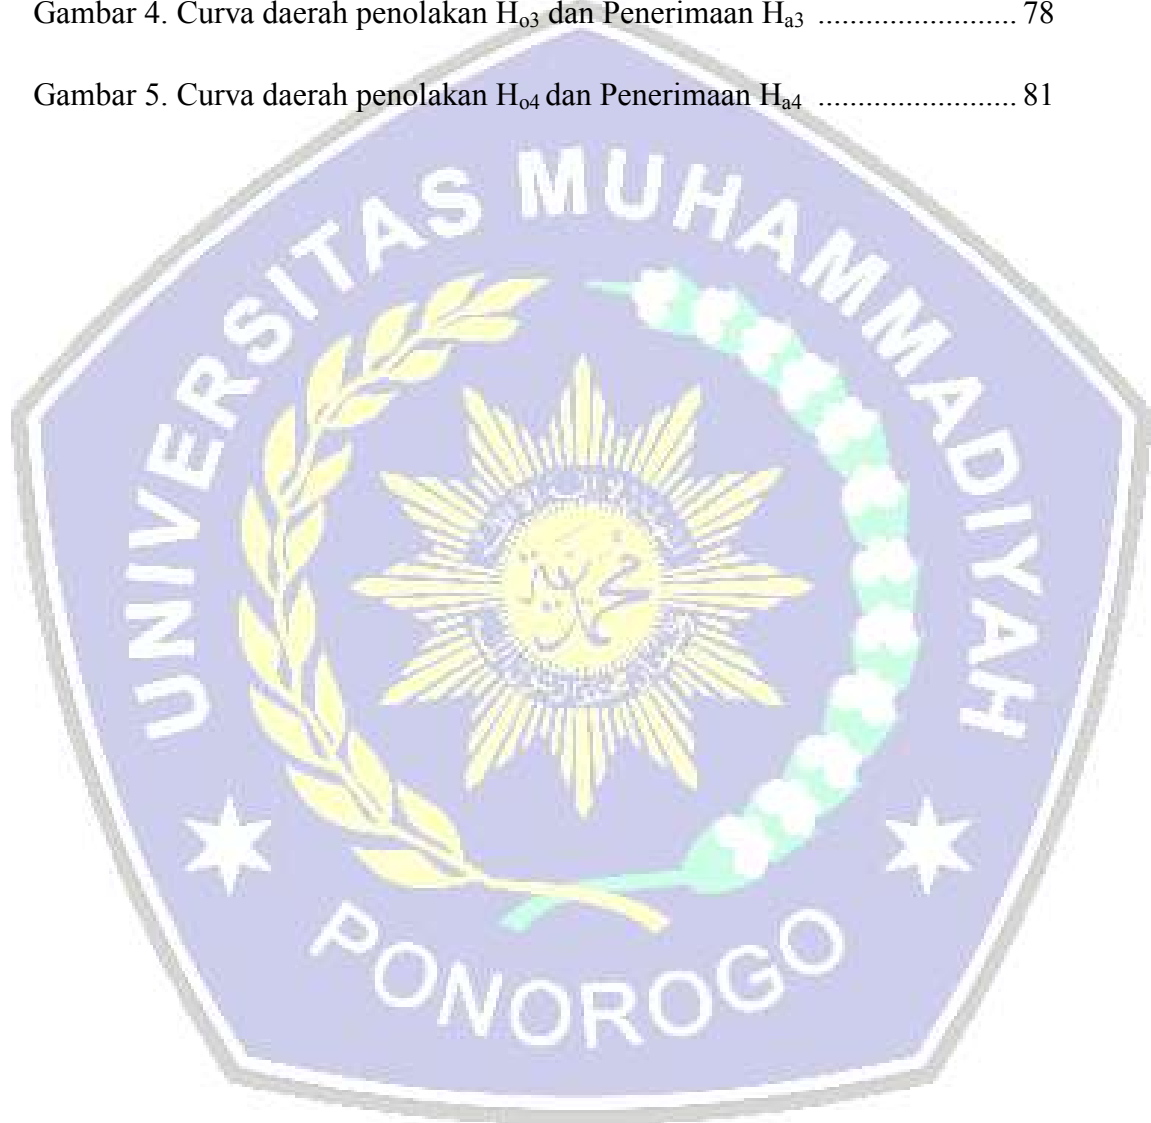 Gambar 4. Curva daerah penolakan Ho3 dan Penerimaan Ha3 ......................... 78
Gambar 5. Curva daerah penolakan Ho4 dan Penerimaan Ha4 ......................... 81
UNIVERSITAS MUHAMMADIYAH
PONOROGO